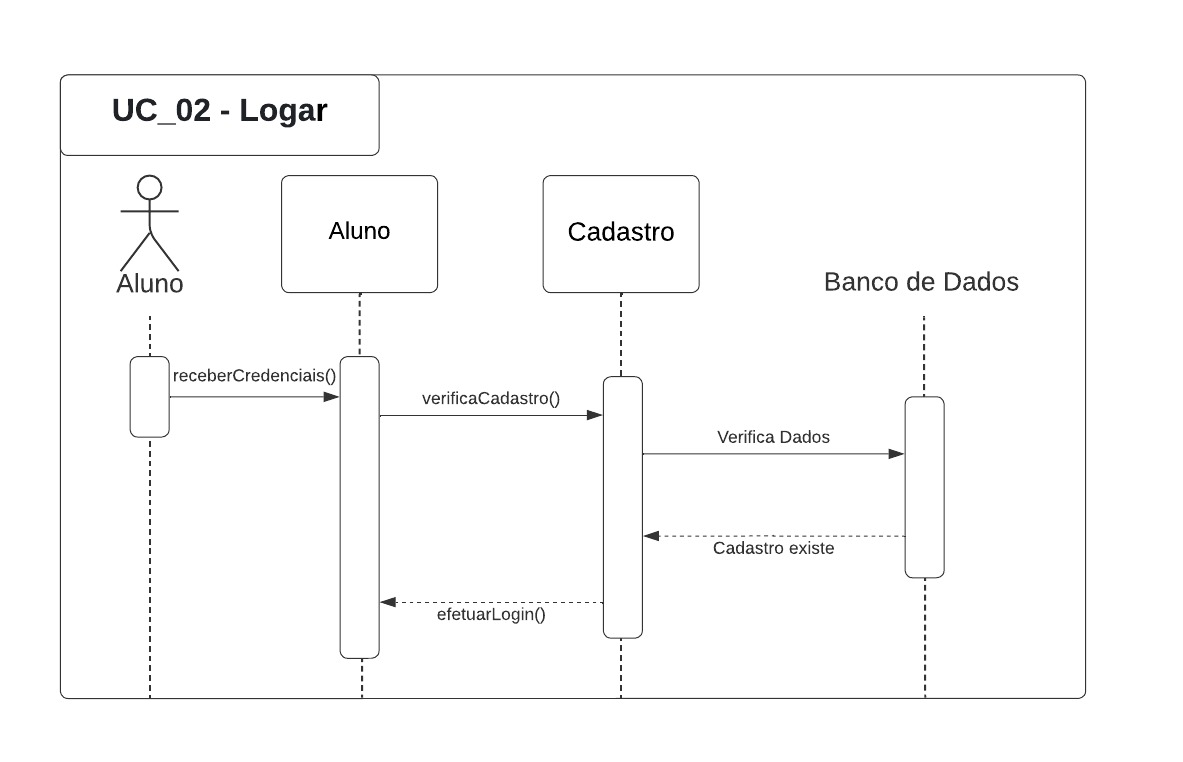 UC_02 - Logar
Aluno
Aluno
Cadastro
Banco de Dados
receberCredenciais()
verificaCadastro()
Verifica Dados
Cadastro existe
efetuarLogin()